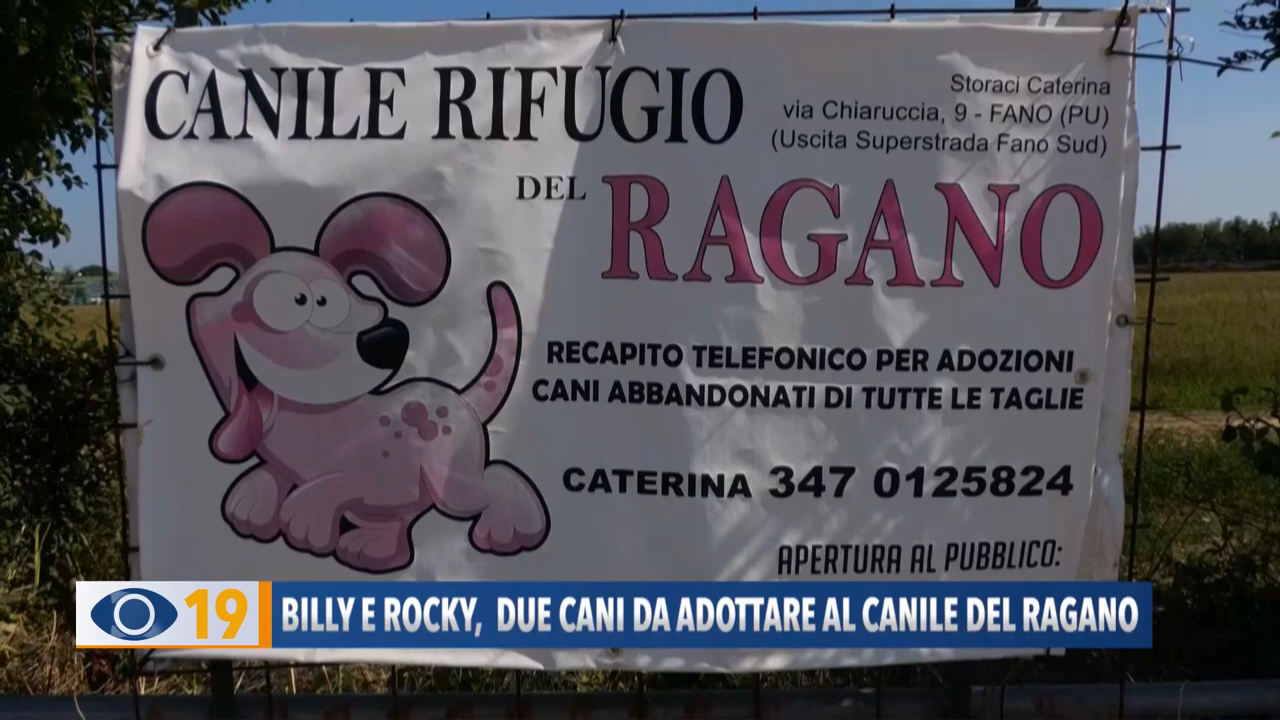 CANILE RIFUGIO
Storaci Caterina
via Chiaruccia, 9 - FANO (PU)
(Uscita Superstrada Fano Sud)
DEL RAGANO
RECAPITO TELEFONICO PER ADOZIONI
CANI ABBANDONATI DI TUTTE LE TAGLIE
CATERINA 347 0125824
APERTURA AL PUBBLICO:
19
BILLY E ROCKY, DUE CANI DA ADOTTARE AL CANILE DEL RAGANO